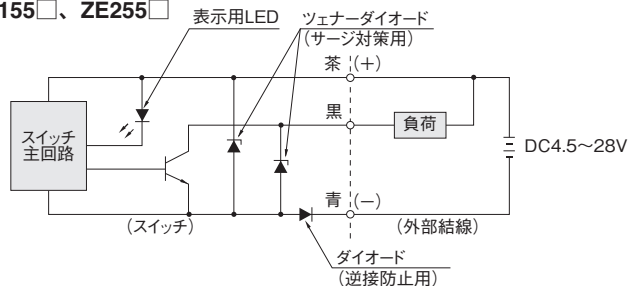 155□、ZE255□
表示用LED
ツェナーダイオード
(サージ対策用)
茶 (+)
黒
負荷
スイッチ
主回路
DC4.5〜28V
青 (−)
(スイッチ)
(外部結線)
ダイオード
(逆接防止用)